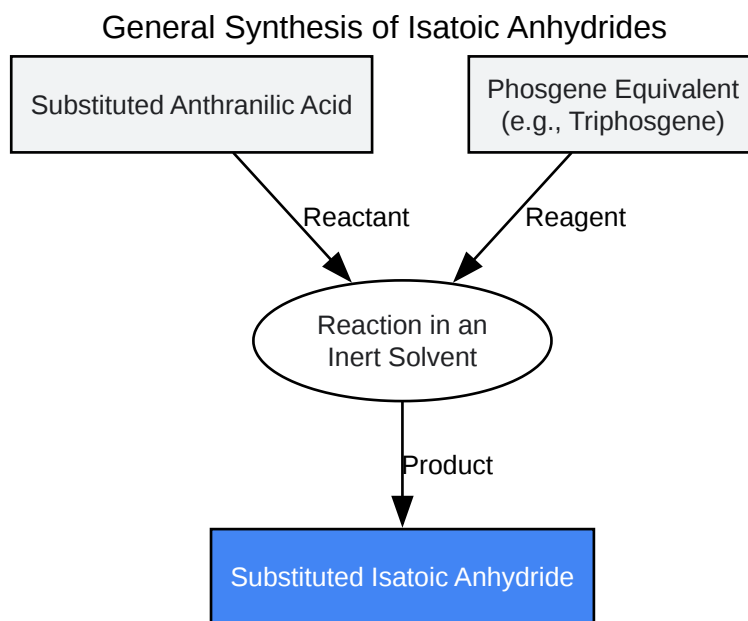 General Synthesis of Isatoic Anhydrides
Substituted Anthranilic Acid
Phosgene Equivalent
(e.g., Triphosgene)
Reactant
Reagent
Reaction in an
Inert Solvent
Product
Substituted Isatoic Anhydride